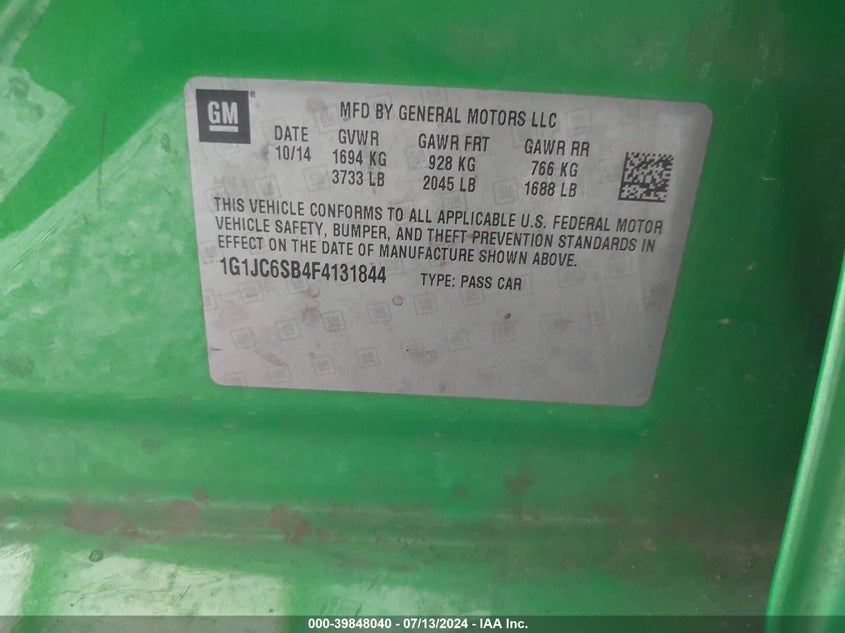 GM®
MFD BY GENERAL MOTORS LLC
DATE GVWR GAWR FRT GAWR RR
10/14 1694 KG 928 KG 766 KG
3733 LB 2045 LB 1688 LB
THIS VEHICLE CONFORMS TO ALL APPLICABLE U.S. FEDERAL MOTOR
VEHICLE SAFETY, BUMPER, AND THEFT PREVENTION STANDARDS IN
EFFECT ON THE DATE OF MANUFACTURE SHOWN ABOVE.
1G1JC6SB4F4131844 TYPE: PASS CAR
000-39848040 - 07/13/2024 - IAA Inc.